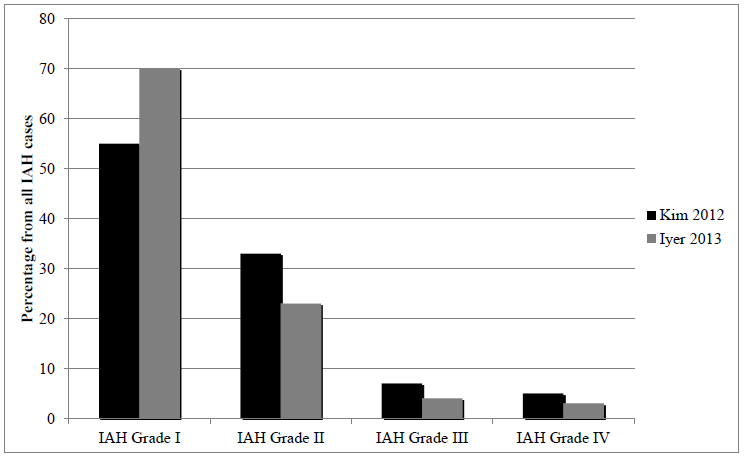 80
70
60
50
40
30
20
10
0
Percentage from all IAH cases
IAH Grade I
IAH Grade II
IAH Grade III
IAH Grade IV
Kim 2012
Iyer 2013